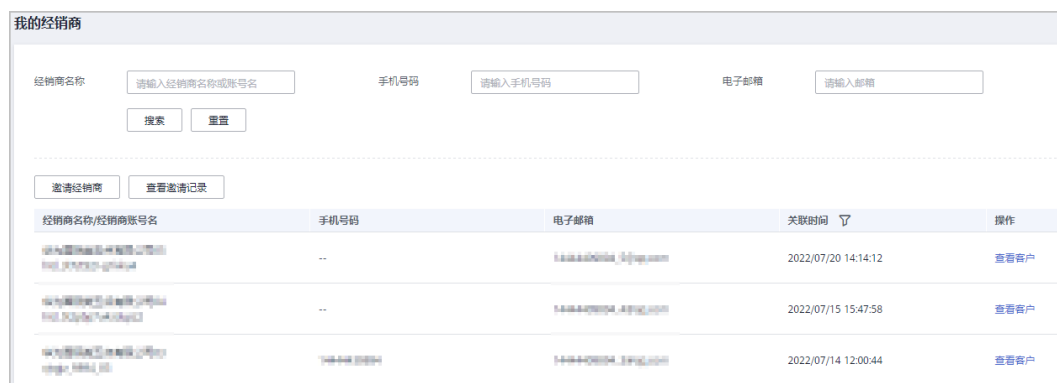 我的经销商
经销商名称 请输入经销商名称或账号名 手机号码 请输入手机号码 电子邮箱 请输入邮箱
搜索 重置
邀请经销商 查看邀请记录
经销商名称/经销商账号名 手机号码 电子邮箱 关联时间 操作
-- 2022/07/20 14:14:12 查看客户
-- 2022/07/15 15:47:58 查看客户
2022/07/14 12:00:44 查看客户